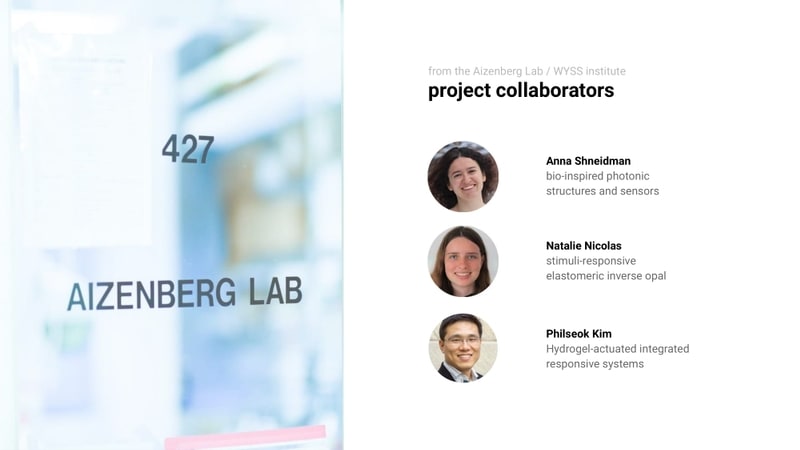 427
AIZENBERG LAB
from the Aizenberg Lab / WYSS institute
project collaborators
Anna Shneidman
bio-inspired photonic
structures and sensors
Natalie Nicolas
stimuli-responsive
elastomeric inverse opal
Philseok Kim
Hydrogel-actuated integrated
responsive systems